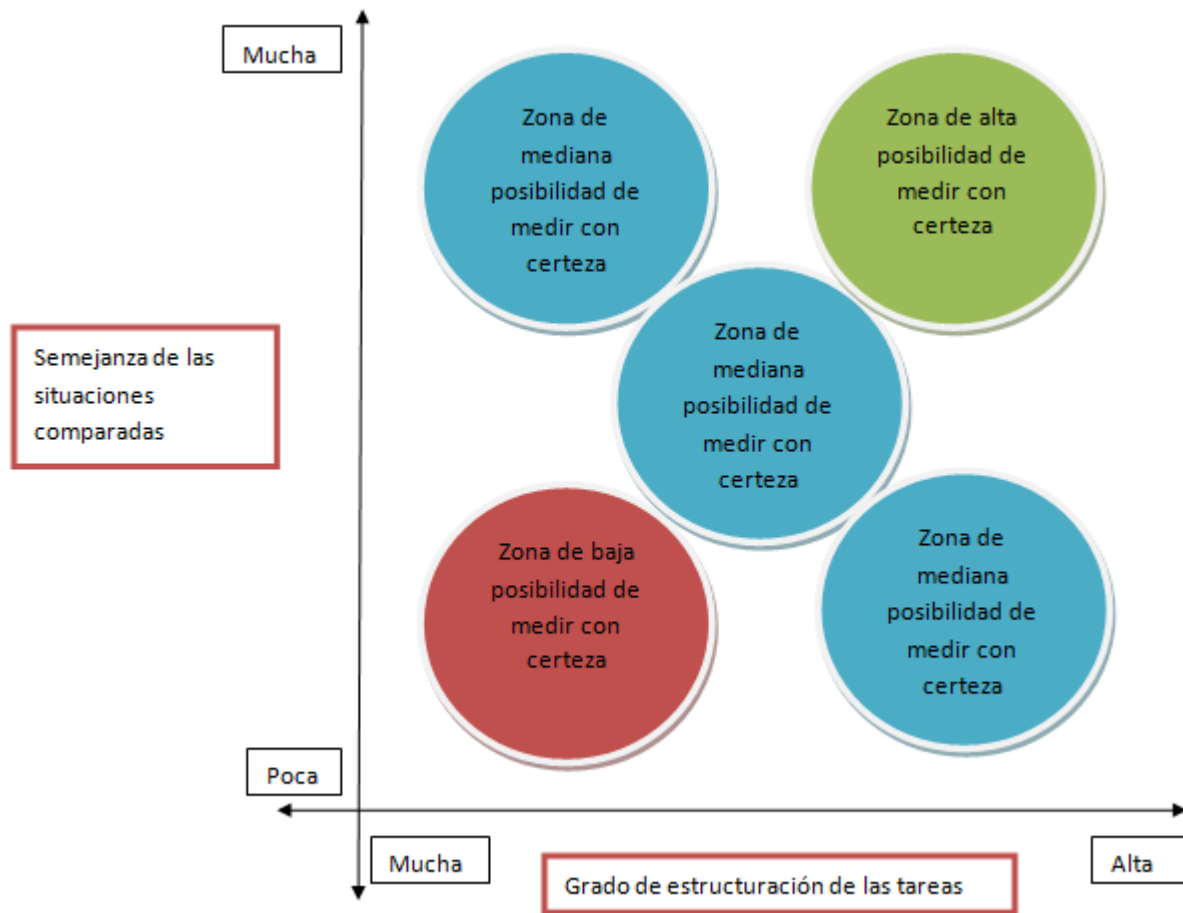 Mucha
Zona de
mediana
posibilidad de
medir con
certeza
Zona de alta
posibilidad de
medir con
certeza
Semejanza de las
situaciones
comparadas
Zona de
mediana
posibilidad de
medir con
certeza
Zona de baja
posibilidad de
medir con
certeza
Zona de
mediana
posibilidad de
medir con
certeza
Poca
Mucha
Grado de estructuración de las tareas
Alta